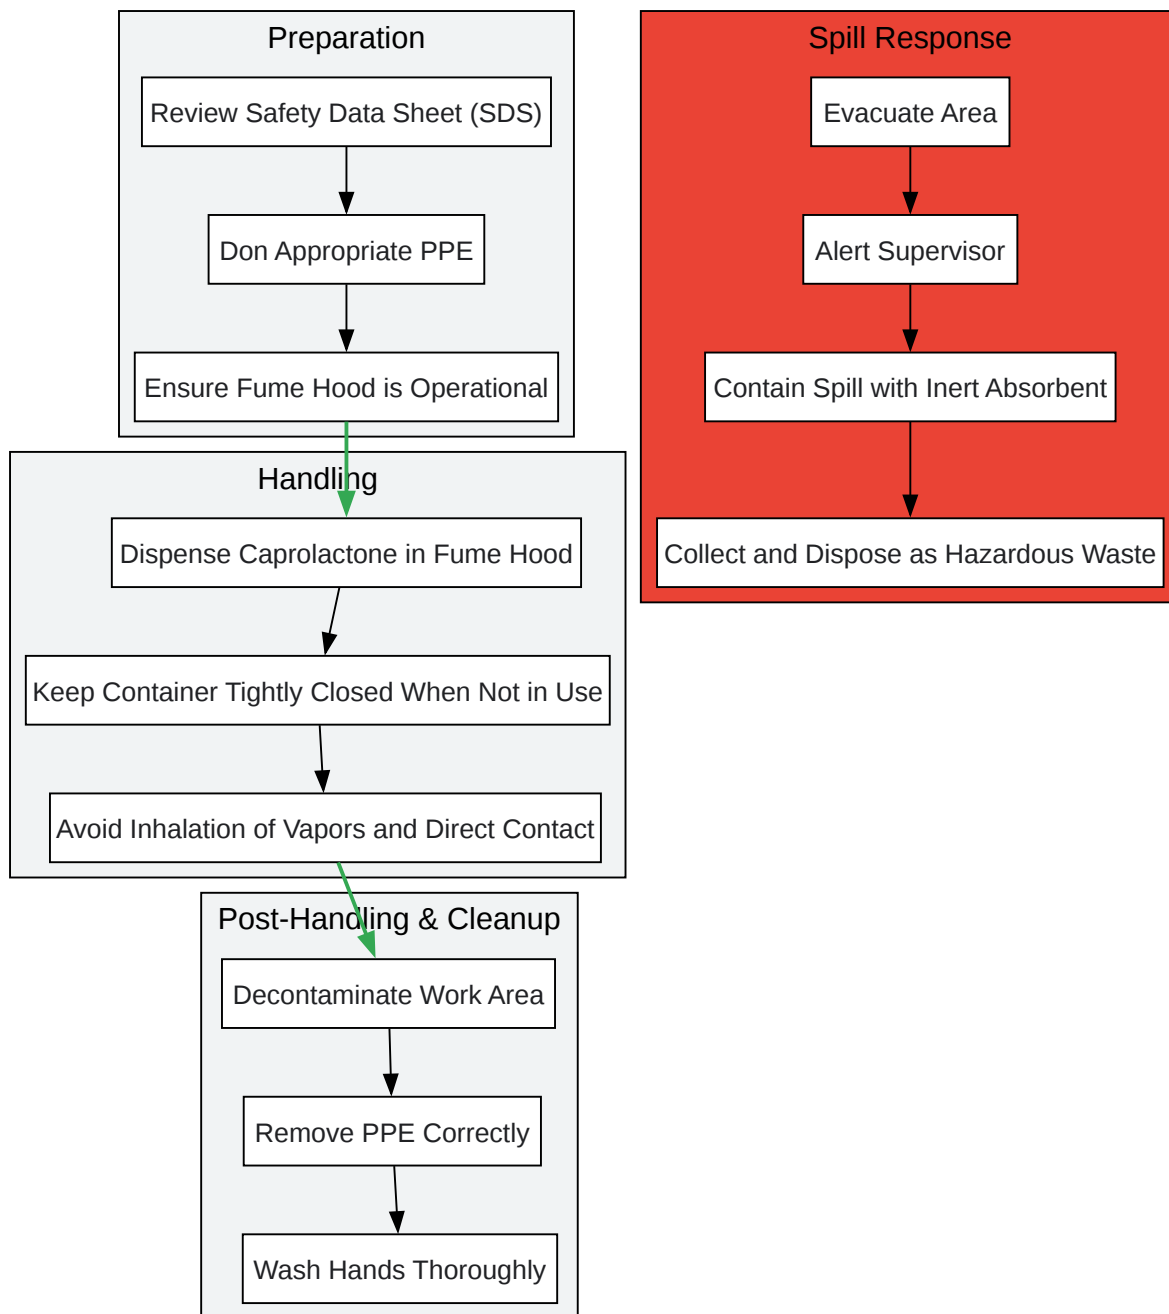 Preparation
Review Safety Data Sheet (SDS)
Don Appropriate PPE
Ensure Fume Hood is Operational
Handling
Dispense Caprolactone in Fume Hood
Keep Container Tightly Closed When Not in Use
Avoid Inhalation of Vapors and Direct Contact
Post-Handling & Cleanup
Decontaminate Work Area
Remove PPE Correctly
Wash Hands Thoroughly
Spill Response
Evacuate Area
Alert Supervisor
Contain Spill with Inert Absorbent
Collect and Dispose as Hazardous Waste